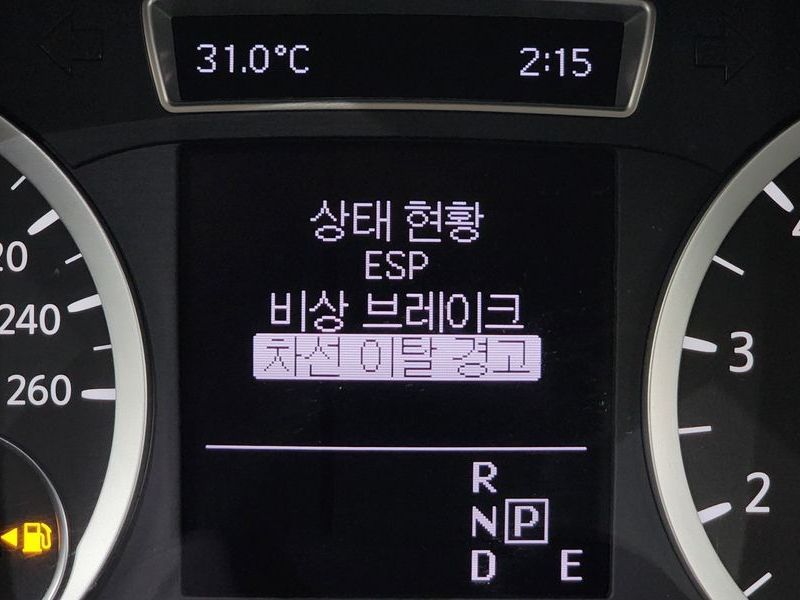 31.0°C
2:15
상태 현황
ESP
비상 브레이크
차선 이탈 경고
20
240
260
3
2
R
N P
D E